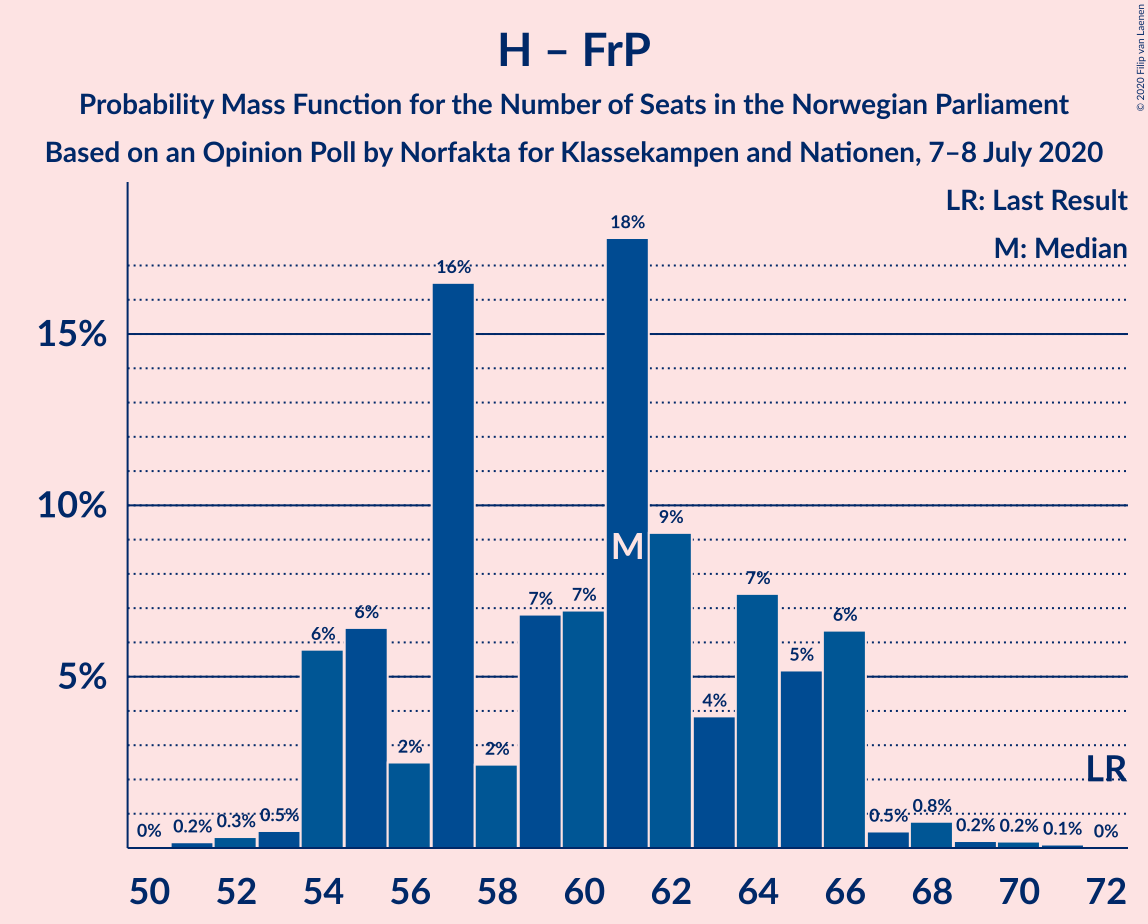 H – FrP
Probability Mass Function for the Number of Seats in the Norwegian Parliament
Based on an Opinion Poll by Norfakta for Klassekampen and Nationen, 7–8 July 2020
© 2020 Filip van Laenen
LR: Last Result
M: Median
15%
10%
5%
0% 0.2% 0.3% 0.5% 6% 6% 2% 16% 2% 7% 7% 18% 9% 4% 7% 5% 6% 0.5% 0.8% 0.2% 0.2% 0.1% 0%
M
LR
50 52 54 56 58 60 62 64 66 68 70 72